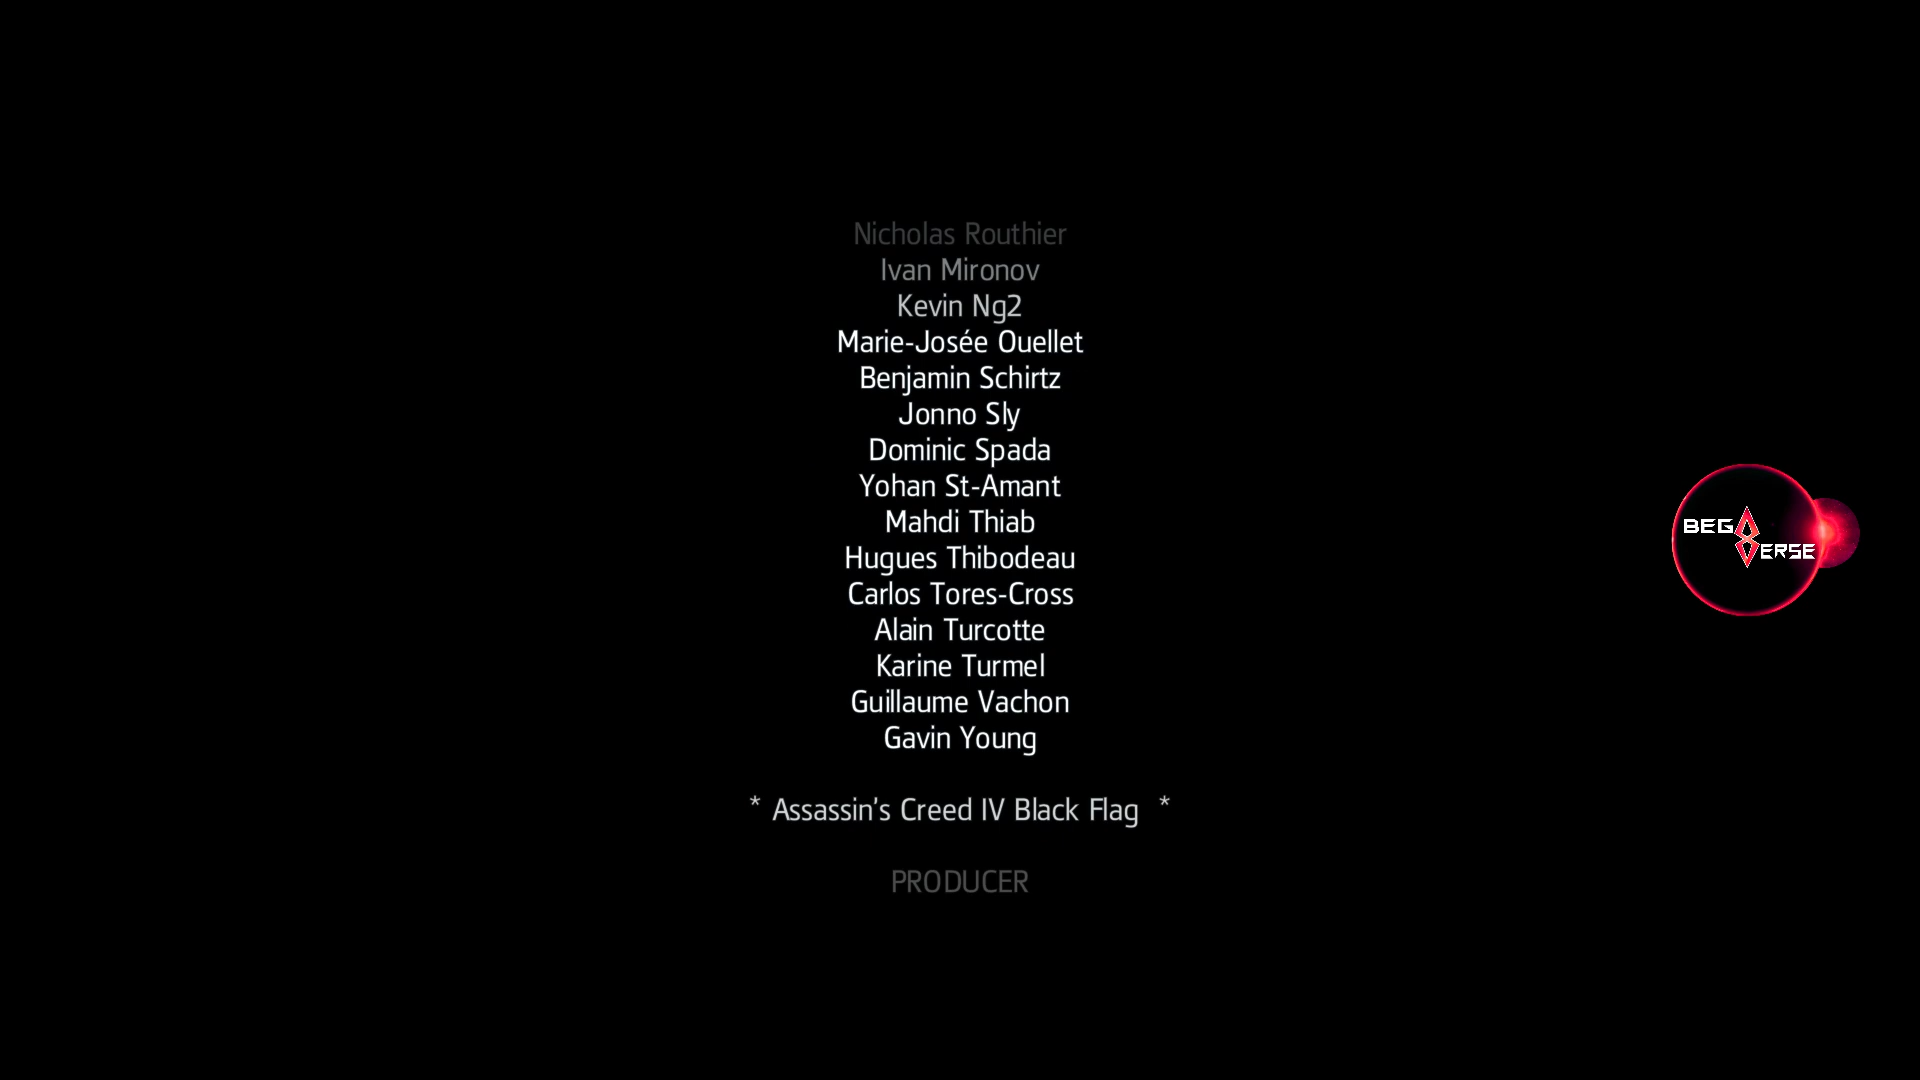 Nicholas Routhier
Ivan Mironov
Kevin Ng2
Marie-Josée Ouellet
Benjamin Schirtz
Jonno Sly
Dominic Spada
Yohan St-Amant
Mahdi Thiab
Hugues Thibodeau
Carlos Tores-Cross
Alain Turcotte
Karine Turmel
Guillaume Vachon
Gavin Young
* Assassin's Creed IV Black Flag *
PRODUCER
BEGA
VERSE